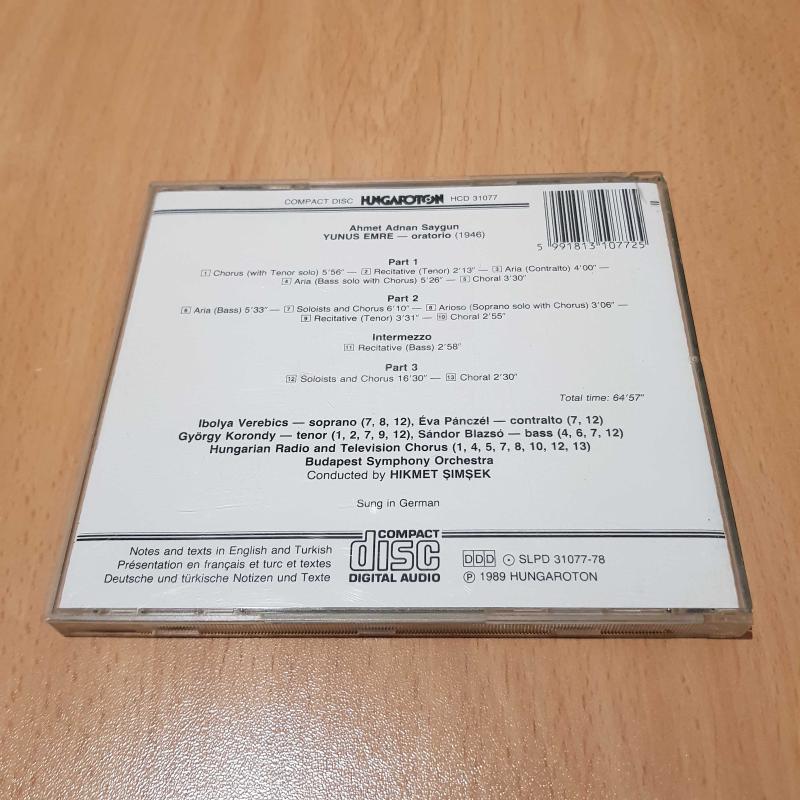 COMPACT DISC HUNGAROTON HCD 31077
5 991813 107725
Ahmet Adnan Saygun
YUNUS EMRE — oratorio (1946)
Part 1
1 Chorus (with Tenor solo) 5'56" — 2 Recitative (Tenor) 2'13" — 3 Aria (Contralto) 4'00" —
4 Aria (Bass solo with Chorus) 5'26" — 5 Choral 3'30"
Part 2
6 Aria (Bass) 5'33" — 7 Soloists and Chorus 6'10" — 8 Arioso (Soprano solo with Chorus) 3'06" —
9 Recitative (Tenor) 3'31" — 10 Choral 2'55"
Intermezzo
11 Recitative (Bass) 2'58"
Part 3
12 Soloists and Chorus 16'30" — 13 Choral 2'30"
Total time: 64'57"
Ibolya Verebics — soprano (7, 8, 12), Éva Pánczél — contralto (7, 12)
György Korondy — tenor (1, 2, 7, 9, 12), Sándor Blazsó — bass (4, 6, 7, 12)
Hungarian Radio and Television Chorus (1, 4, 5, 7, 8, 10, 12, 13)
Budapest Symphony Orchestra
Conducted by HIKMET ŞIMŞEK
Sung in German
Notes and texts in English and Turkish
Présentation en français et turc et textes
Deutsche und türkische Notizen und Texte
COMPACT
disc
DIGITAL AUDIO
DDD SLPD 31077-78
Ⓟ 1989 HUNGAROTON